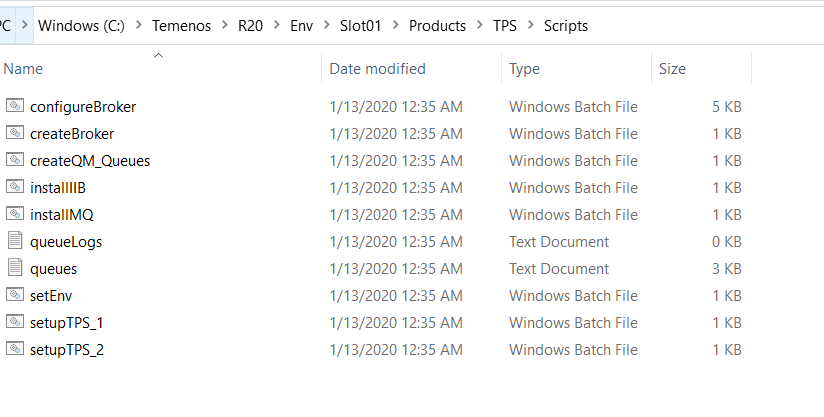 PC > Windows (C:) > Temenos > R20 > Env > Slot01 > Products > TPS > Scripts
Name Date modified Type Size
configureBroker 1/13/2020 12:35 AM Windows Batch File 5 KB
createBroker 1/13/2020 12:35 AM Windows Batch File 1 KB
createQM_Queues 1/13/2020 12:35 AM Windows Batch File 1 KB
installIIB 1/13/2020 12:35 AM Windows Batch File 1 KB
installMQ 1/13/2020 12:35 AM Windows Batch File 1 KB
queueLogs 1/13/2020 12:35 AM Text Document 0 KB
queues 1/13/2020 12:35 AM Text Document 3 KB
setEnv 1/13/2020 12:35 AM Windows Batch File 1 KB
setupTPS_1 1/13/2020 12:35 AM Windows Batch File 1 KB
setupTPS_2 1/13/2020 12:35 AM Windows Batch File 1 KB